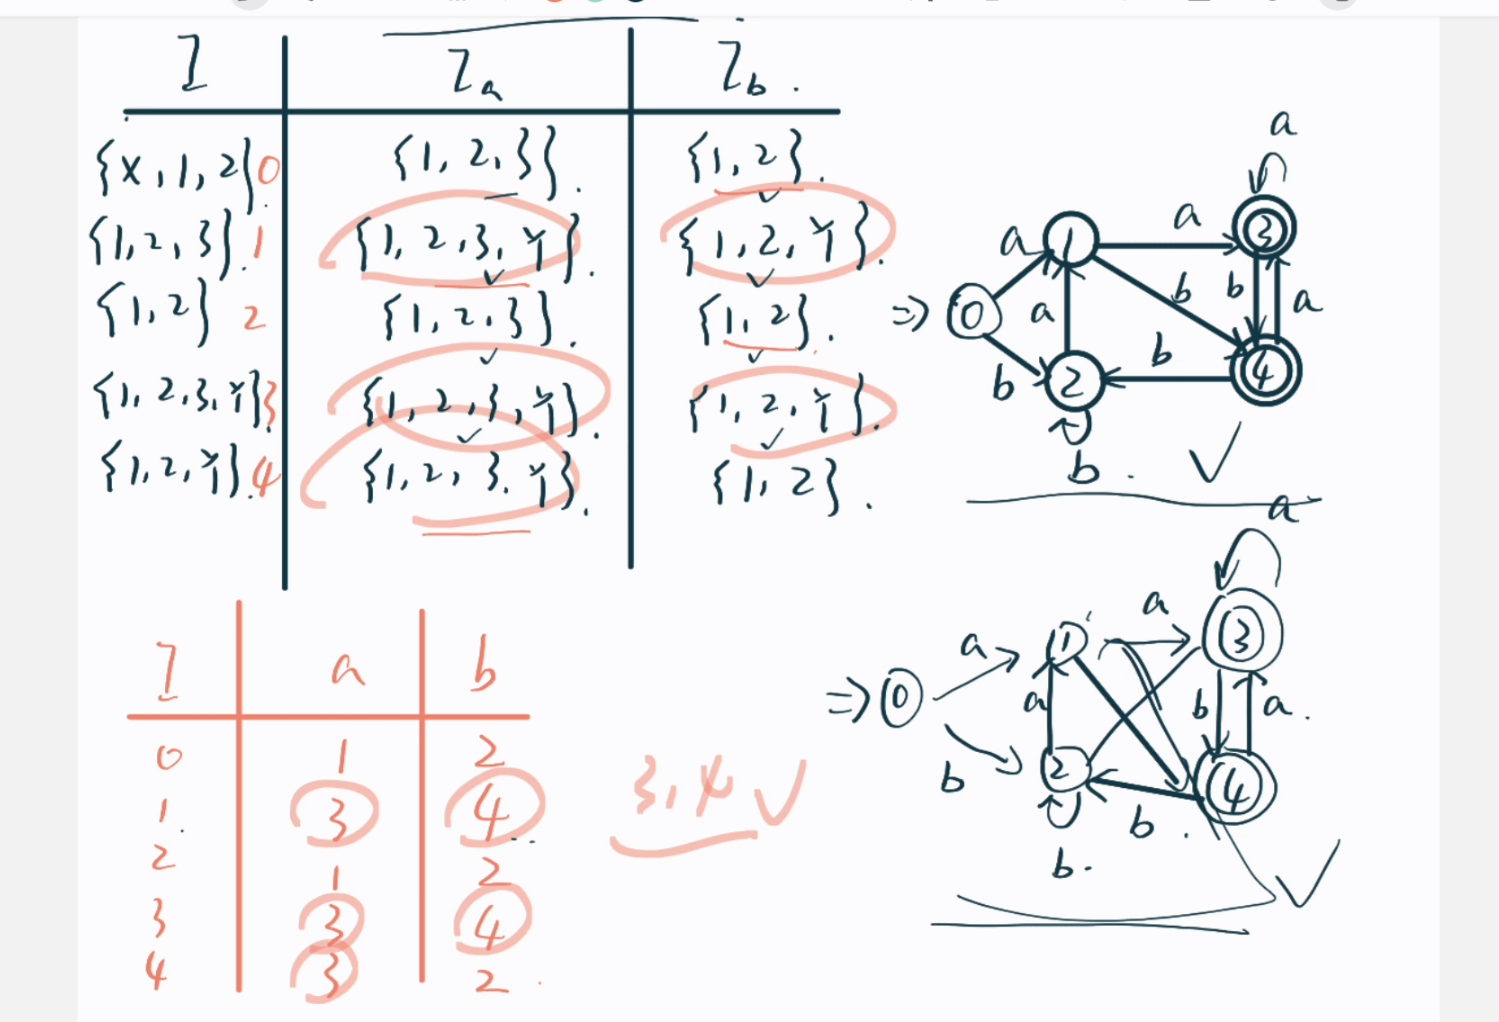 I Ia Ib.
{x,1,2} 0 {1,2,3}. {1,2}.
{1,2,3}. 1 {1,2,3,Y}. {1,2,Y}.
{1,2} 2 {1,2,3}. {1,2}.
{1,2,3,Y} 3 {1,2,3,Y}. {1,2,Y}.
{1,2,Y}. 4 {1,2,3,Y}. {1,2}.
a
a 1 a 3
⇒ 0 a b b a
b 2 b 4
b. ✓
I a b
0 1 2
1 3 4
2 1 2
3 3 4
4 3 2
3,4 ✓
a
a 1 a 3
⇒ 0 a b a.
b 2 b. 4
b. ✓